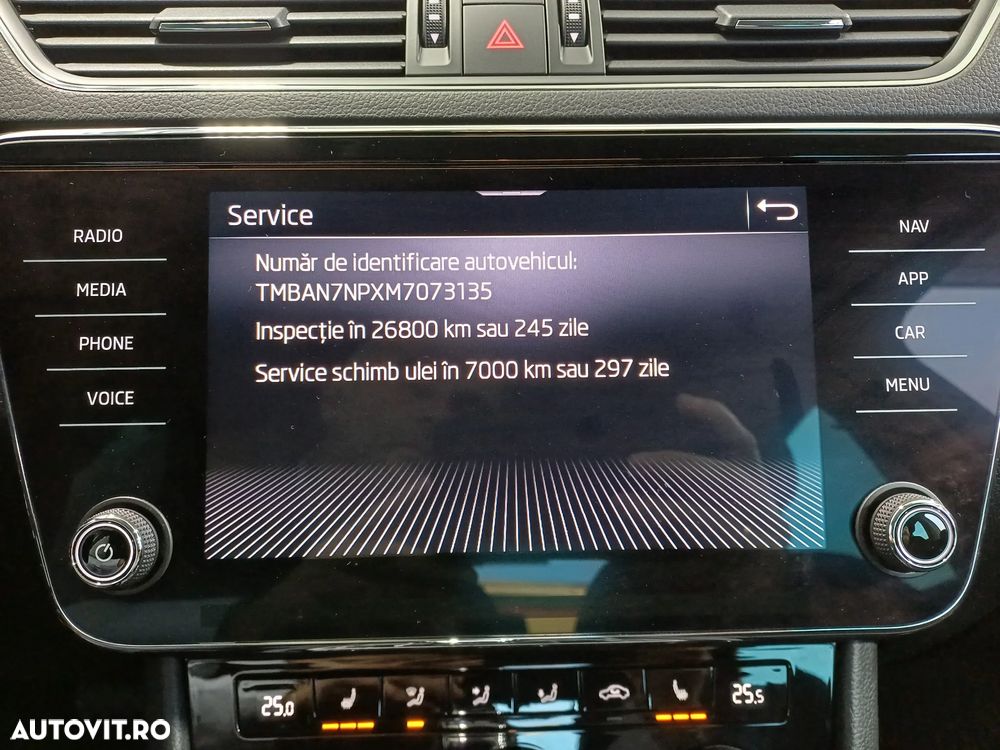 Service
RADIO
MEDIA
PHONE
VOICE
Număr de identificare autovehicul:
TMBAN7NPXM7073135
Inspecție în 26800 km sau 245 zile
Service schimb ulei în 7000 km sau 297 zile
NAV
APP
CAR
MENU
25.0
25.5
AUTOVIT.RO